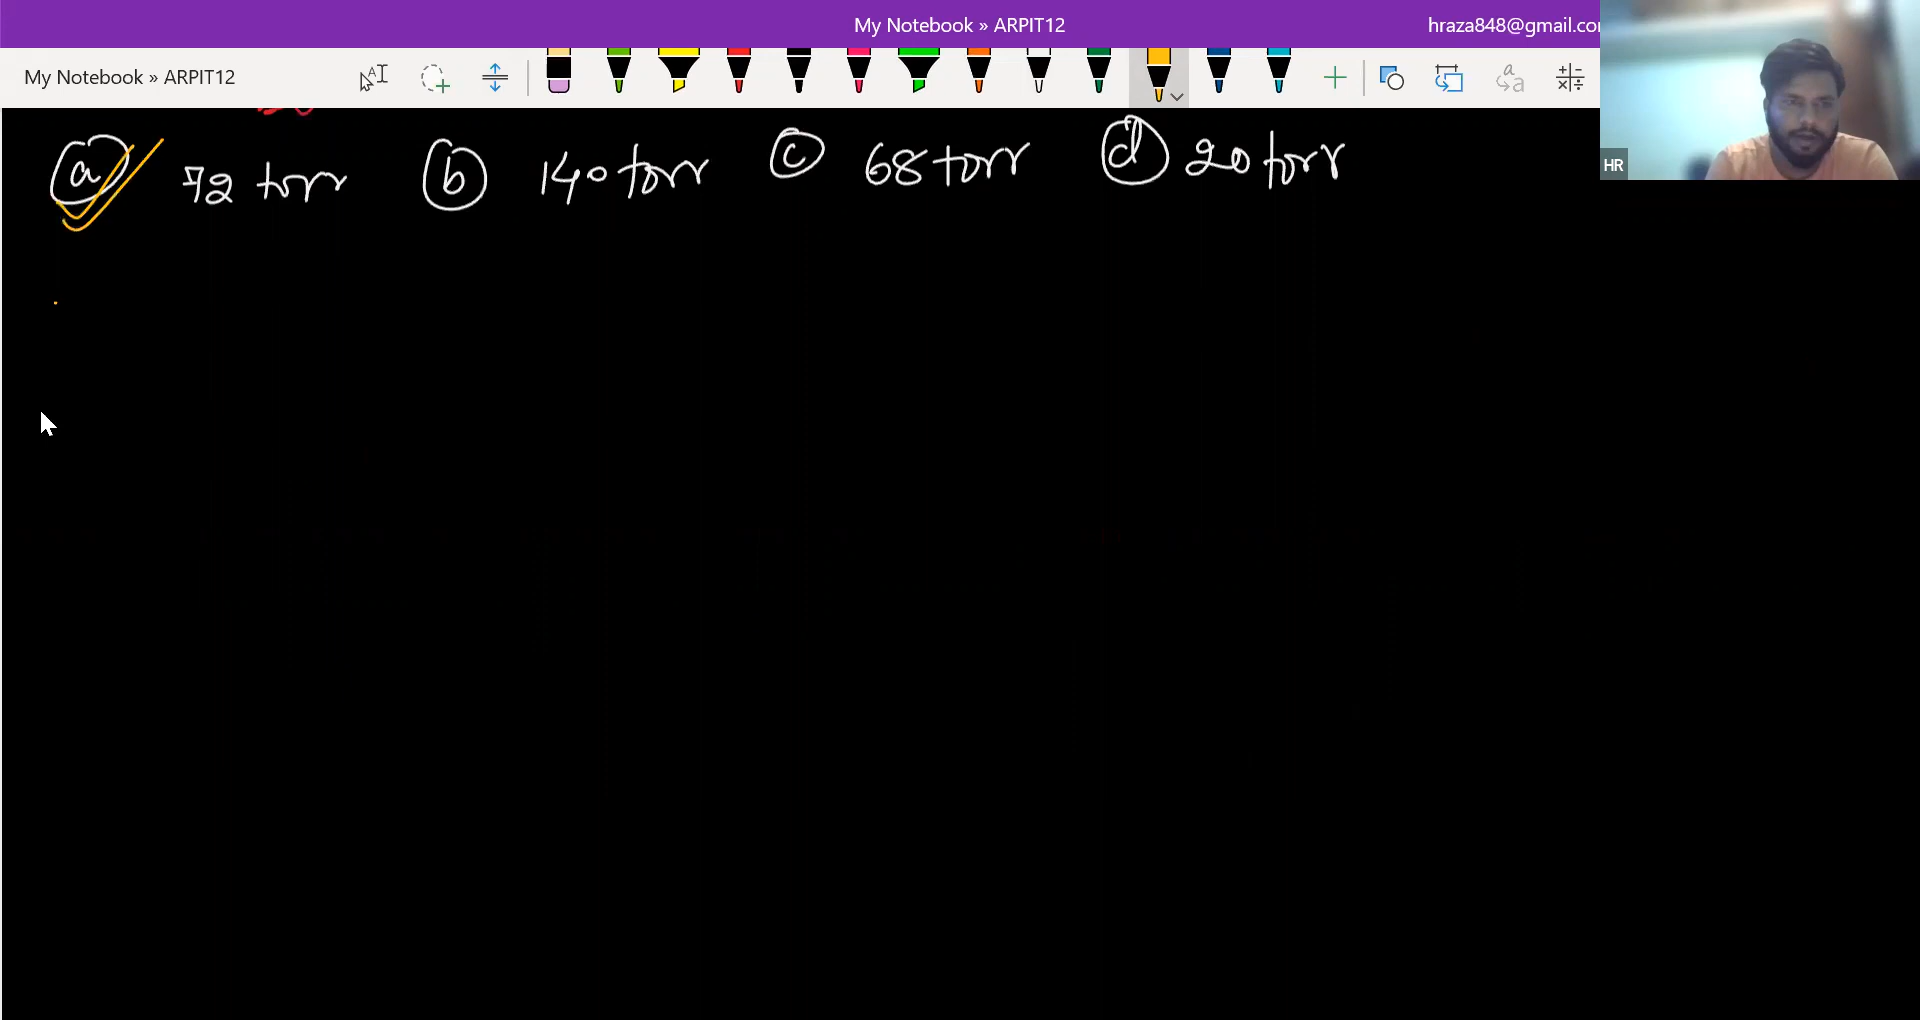 My Notebook » ARPIT12
hraza848@gmail.co
My Notebook » ARPIT12
HR
a 72 torr b 140 torr c 68 torr d 20 torr